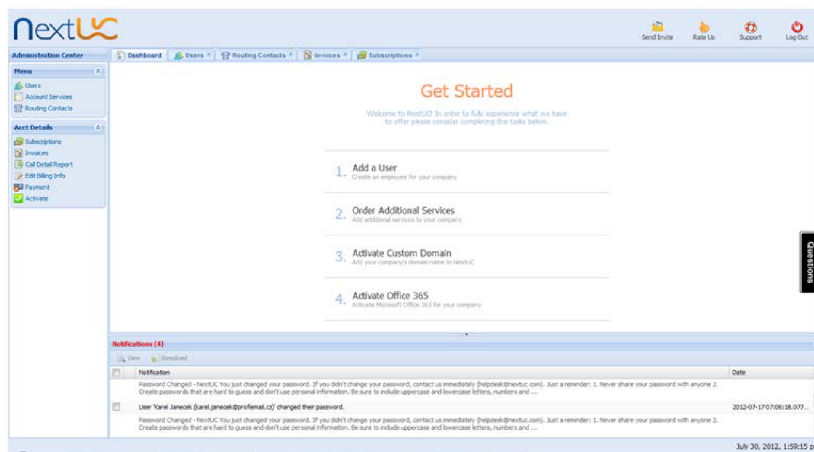 NextUC
Send Invite
Rate Us
Support
Log Out
Administration Center
Dashboard
Users
Routing Contacts
Invoices
Subscriptions
Menu
Users
Account Services
Routing Contacts
Acct Details
Subscriptions
Invoices
Call Detail Report
Edit Billing Info
Payment
Activate
Get Started
Welcome to NextUC! In order to fully experience what we have
to offer please consider completing the tasks below.
1. Add a User
Create an employee for your company
2. Order Additional Services
Add additional services to your company
3. Activate Custom Domain
Add your company's domain name to NextUC
4. Activate Office 365
Activate Microsoft Office 365 for your company
Questions
Notifications (4)
View
Resolved
Notification
Date
Password Changed - NextUC You just changed your password. If you didn't change your password, contact us immediately (helpdesk@nextuc.com). Just a reminder: 1. Never share your password with anyone 2.
Create passwords that are hard to guess and don't use personal information. Be sure to include uppercase and lowercase letters, numbers and ...
User 'Karel Janecek (karel.janecek@profiemail.cz)' changed their password.
2012-07-17T06:18.077...
Password Changed - NextUC You just changed your password. If you didn't change your password, contact us immediately (helpdesk@nextuc.com). Just a reminder: 1. Never share your password with anyone 2.
Create passwords that are hard to guess and don't use personal information. Be sure to include uppercase and lowercase letters, numbers and ...
July 30, 2012, 1:59:15 p